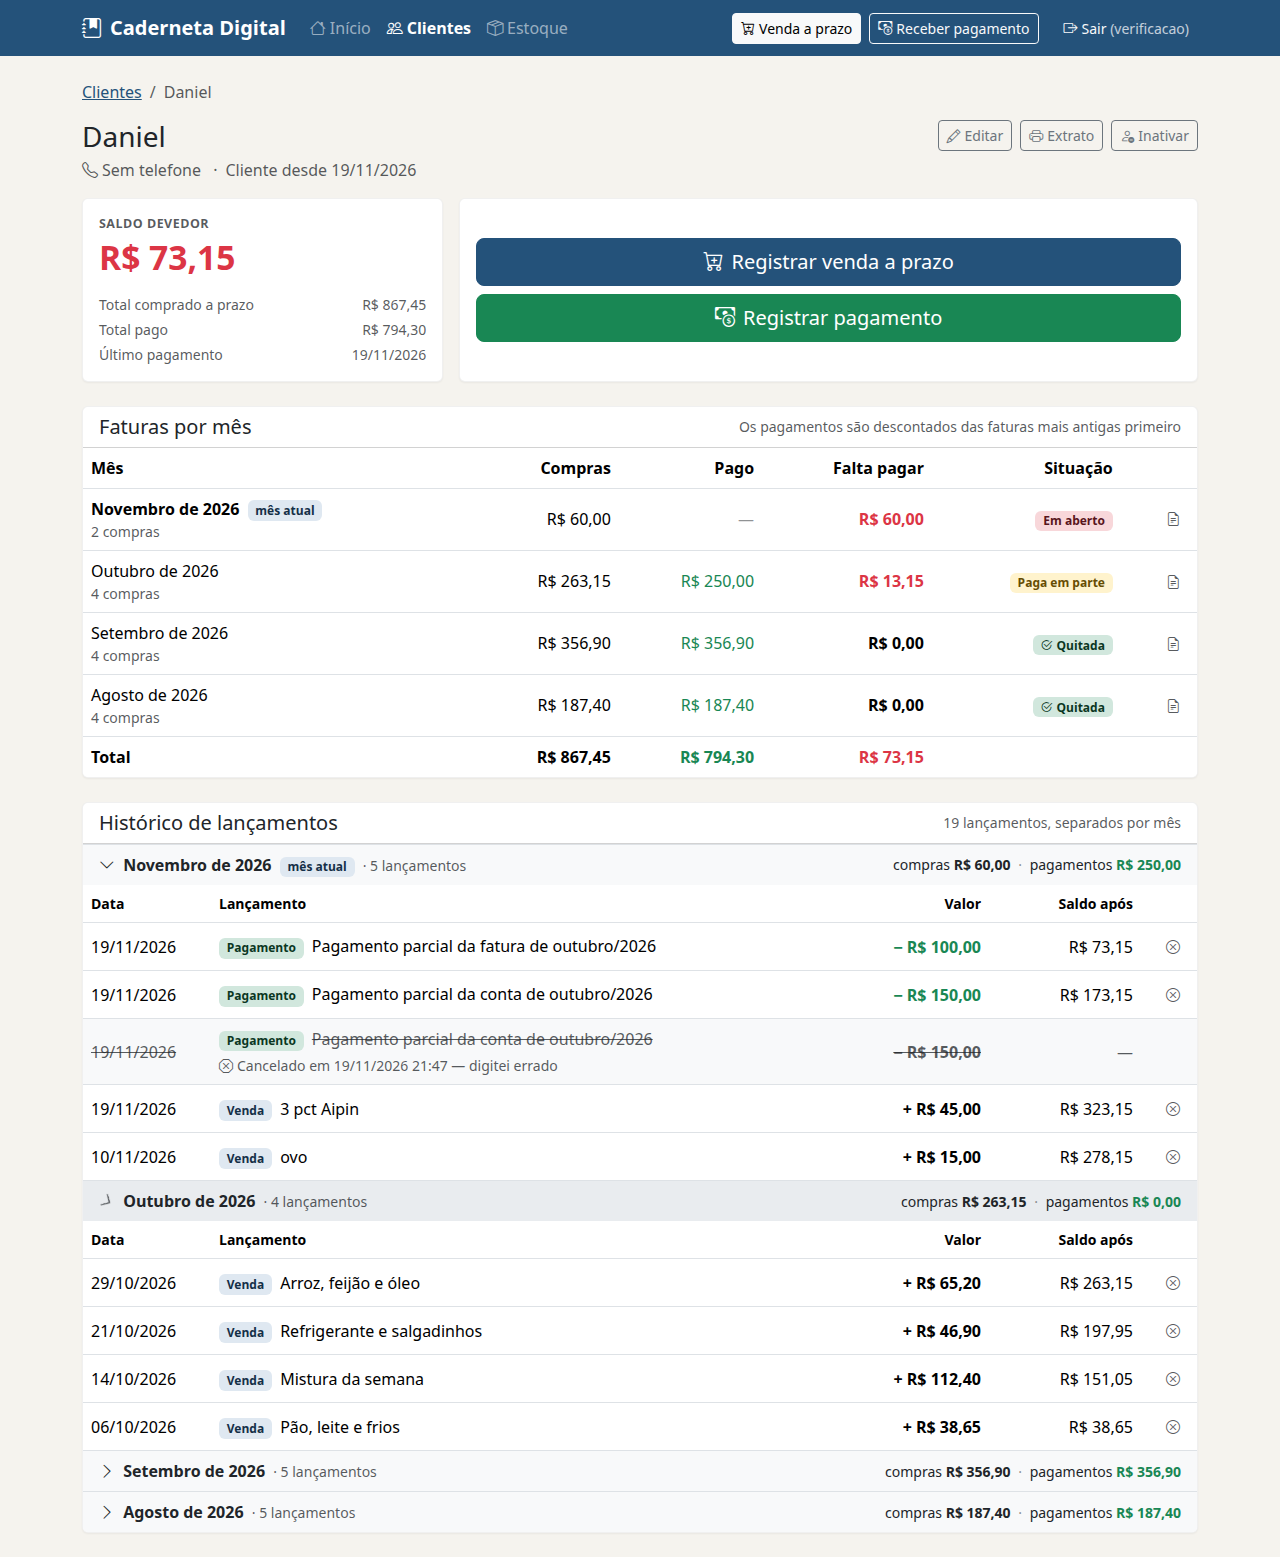 Caderneta Digital Início Clientes Estoque Venda a prazo Receber pagamento Sair (verificacao)
Clientes / Daniel
Daniel Editar Extrato Inativar
Sem telefone · Cliente desde 19/11/2026
SALDO DEVEDOR
R$ 73,15
Total comprado a prazo R$ 867,45
Total pago R$ 794,30
Último pagamento 19/11/2026
Registrar venda a prazo
Registrar pagamento
Faturas por mês Os pagamentos são descontados das faturas mais antigas primeiro
Mês Compras Pago Falta pagar Situação
Novembro de 2026 mês atual R$ 60,00 — R$ 60,00 Em aberto
2 compras
Outubro de 2026 R$ 263,15 R$ 250,00 R$ 13,15 Paga em parte
4 compras
Setembro de 2026 R$ 356,90 R$ 356,90 R$ 0,00 Quitada
4 compras
Agosto de 2026 R$ 187,40 R$ 187,40 R$ 0,00 Quitada
4 compras
Total R$ 867,45 R$ 794,30 R$ 73,15
Histórico de lançamentos 19 lançamentos, separados por mês
Novembro de 2026 mês atual · 5 lançamentos compras R$ 60,00 · pagamentos R$ 250,00
Data Lançamento Valor Saldo após
19/11/2026 Pagamento Pagamento parcial da fatura de outubro/2026 − R$ 100,00 R$ 73,15
19/11/2026 Pagamento Pagamento parcial da conta de outubro/2026 − R$ 150,00 R$ 173,15
19/11/2026 Pagamento Pagamento parcial da conta de outubro/2026 − R$ 150,00 —
Cancelado em 19/11/2026 21:47 — digitei errado
19/11/2026 Venda 3 pct Aipin + R$ 45,00 R$ 323,15
10/11/2026 Venda ovo + R$ 15,00 R$ 278,15
Outubro de 2026 · 4 lançamentos compras R$ 263,15 · pagamentos R$ 0,00
Data Lançamento Valor Saldo após
29/10/2026 Venda Arroz, feijão e óleo + R$ 65,20 R$ 263,15
21/10/2026 Venda Refrigerante e salgadinhos + R$ 46,90 R$ 197,95
14/10/2026 Venda Mistura da semana + R$ 112,40 R$ 151,05
06/10/2026 Venda Pão, leite e frios + R$ 38,65 R$ 38,65
Setembro de 2026 · 5 lançamentos compras R$ 356,90 · pagamentos R$ 356,90
Agosto de 2026 · 5 lançamentos compras R$ 187,40 · pagamentos R$ 187,40